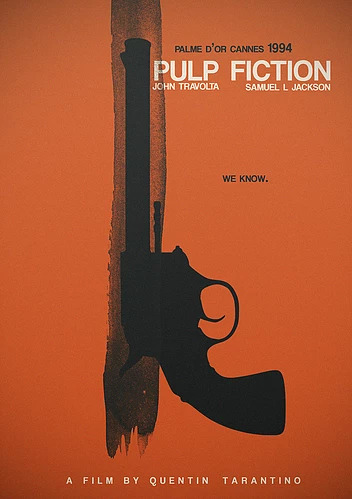 PALME D'OR CANNES 1994
PULP FICTION
JOHN TRAVOLTA SAMUEL L JACKSON
WE KNOW.
A FILM BY QUENTIN TARANTINO